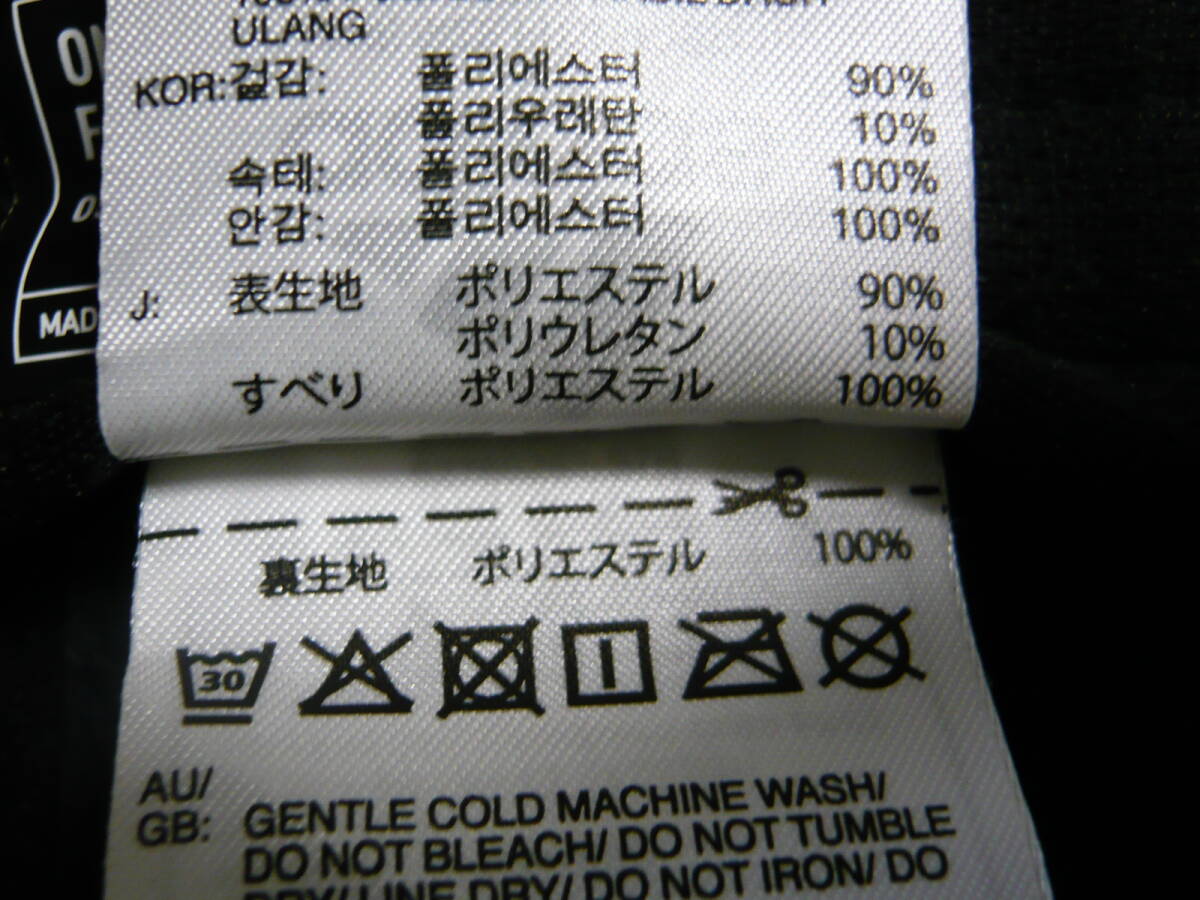 ULANG
KOR: 겉감: 폴리에스터 90%
폴리우레탄 10%
속테: 폴리에스터 100%
안감: 폴리에스터 100%
J: 表生地 ポリエステル 90%
ポリウレタン 10%
すべり ポリエステル 100%
裏生地 ポリエステル 100%
30
AU/
GB: GENTLE COLD MACHINE WASH/
DO NOT BLEACH/ DO NOT TUMBLE
DRY/ LINE DRY/ DO NOT IRON/ DO
MAD